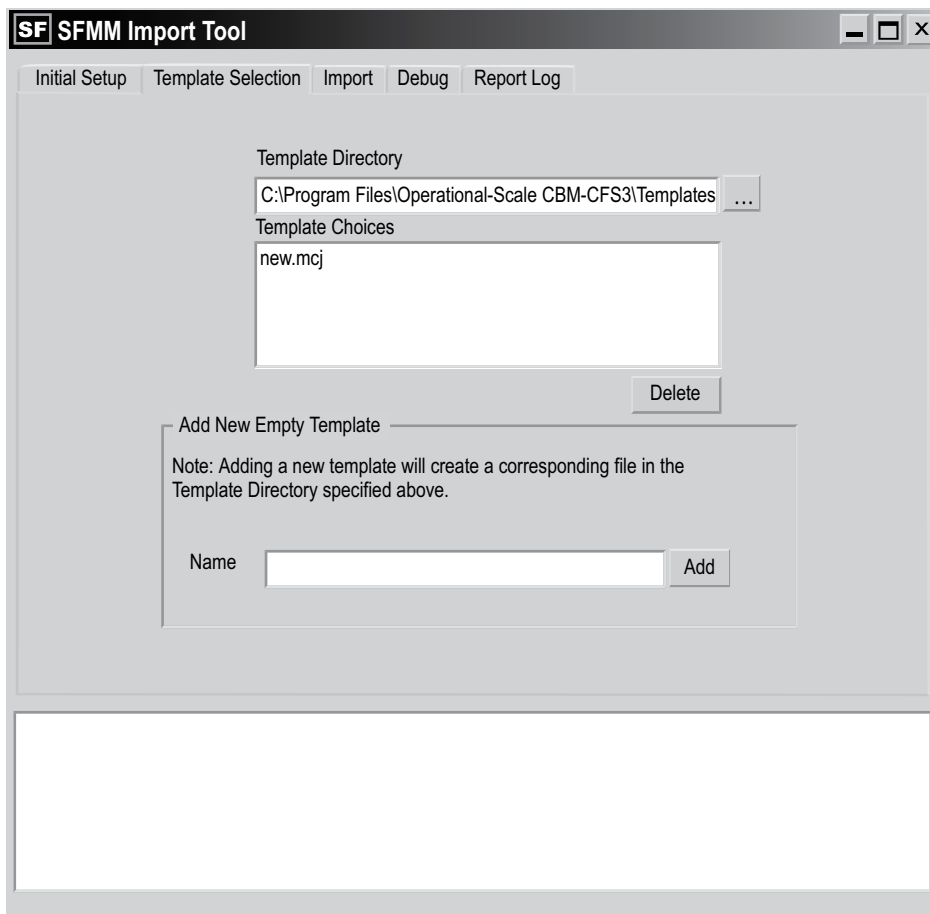 SF SFMM Import Tool
Initial Setup Template Selection Import Debug Report Log
Template Directory
C:\Program Files\Operational-Scale CBM-CFS3\Templates ...
Template Choices
new.mcj
Delete
Add New Empty Template
Note: Adding a new template will create a corresponding file in the
Template Directory specified above.
Name Add